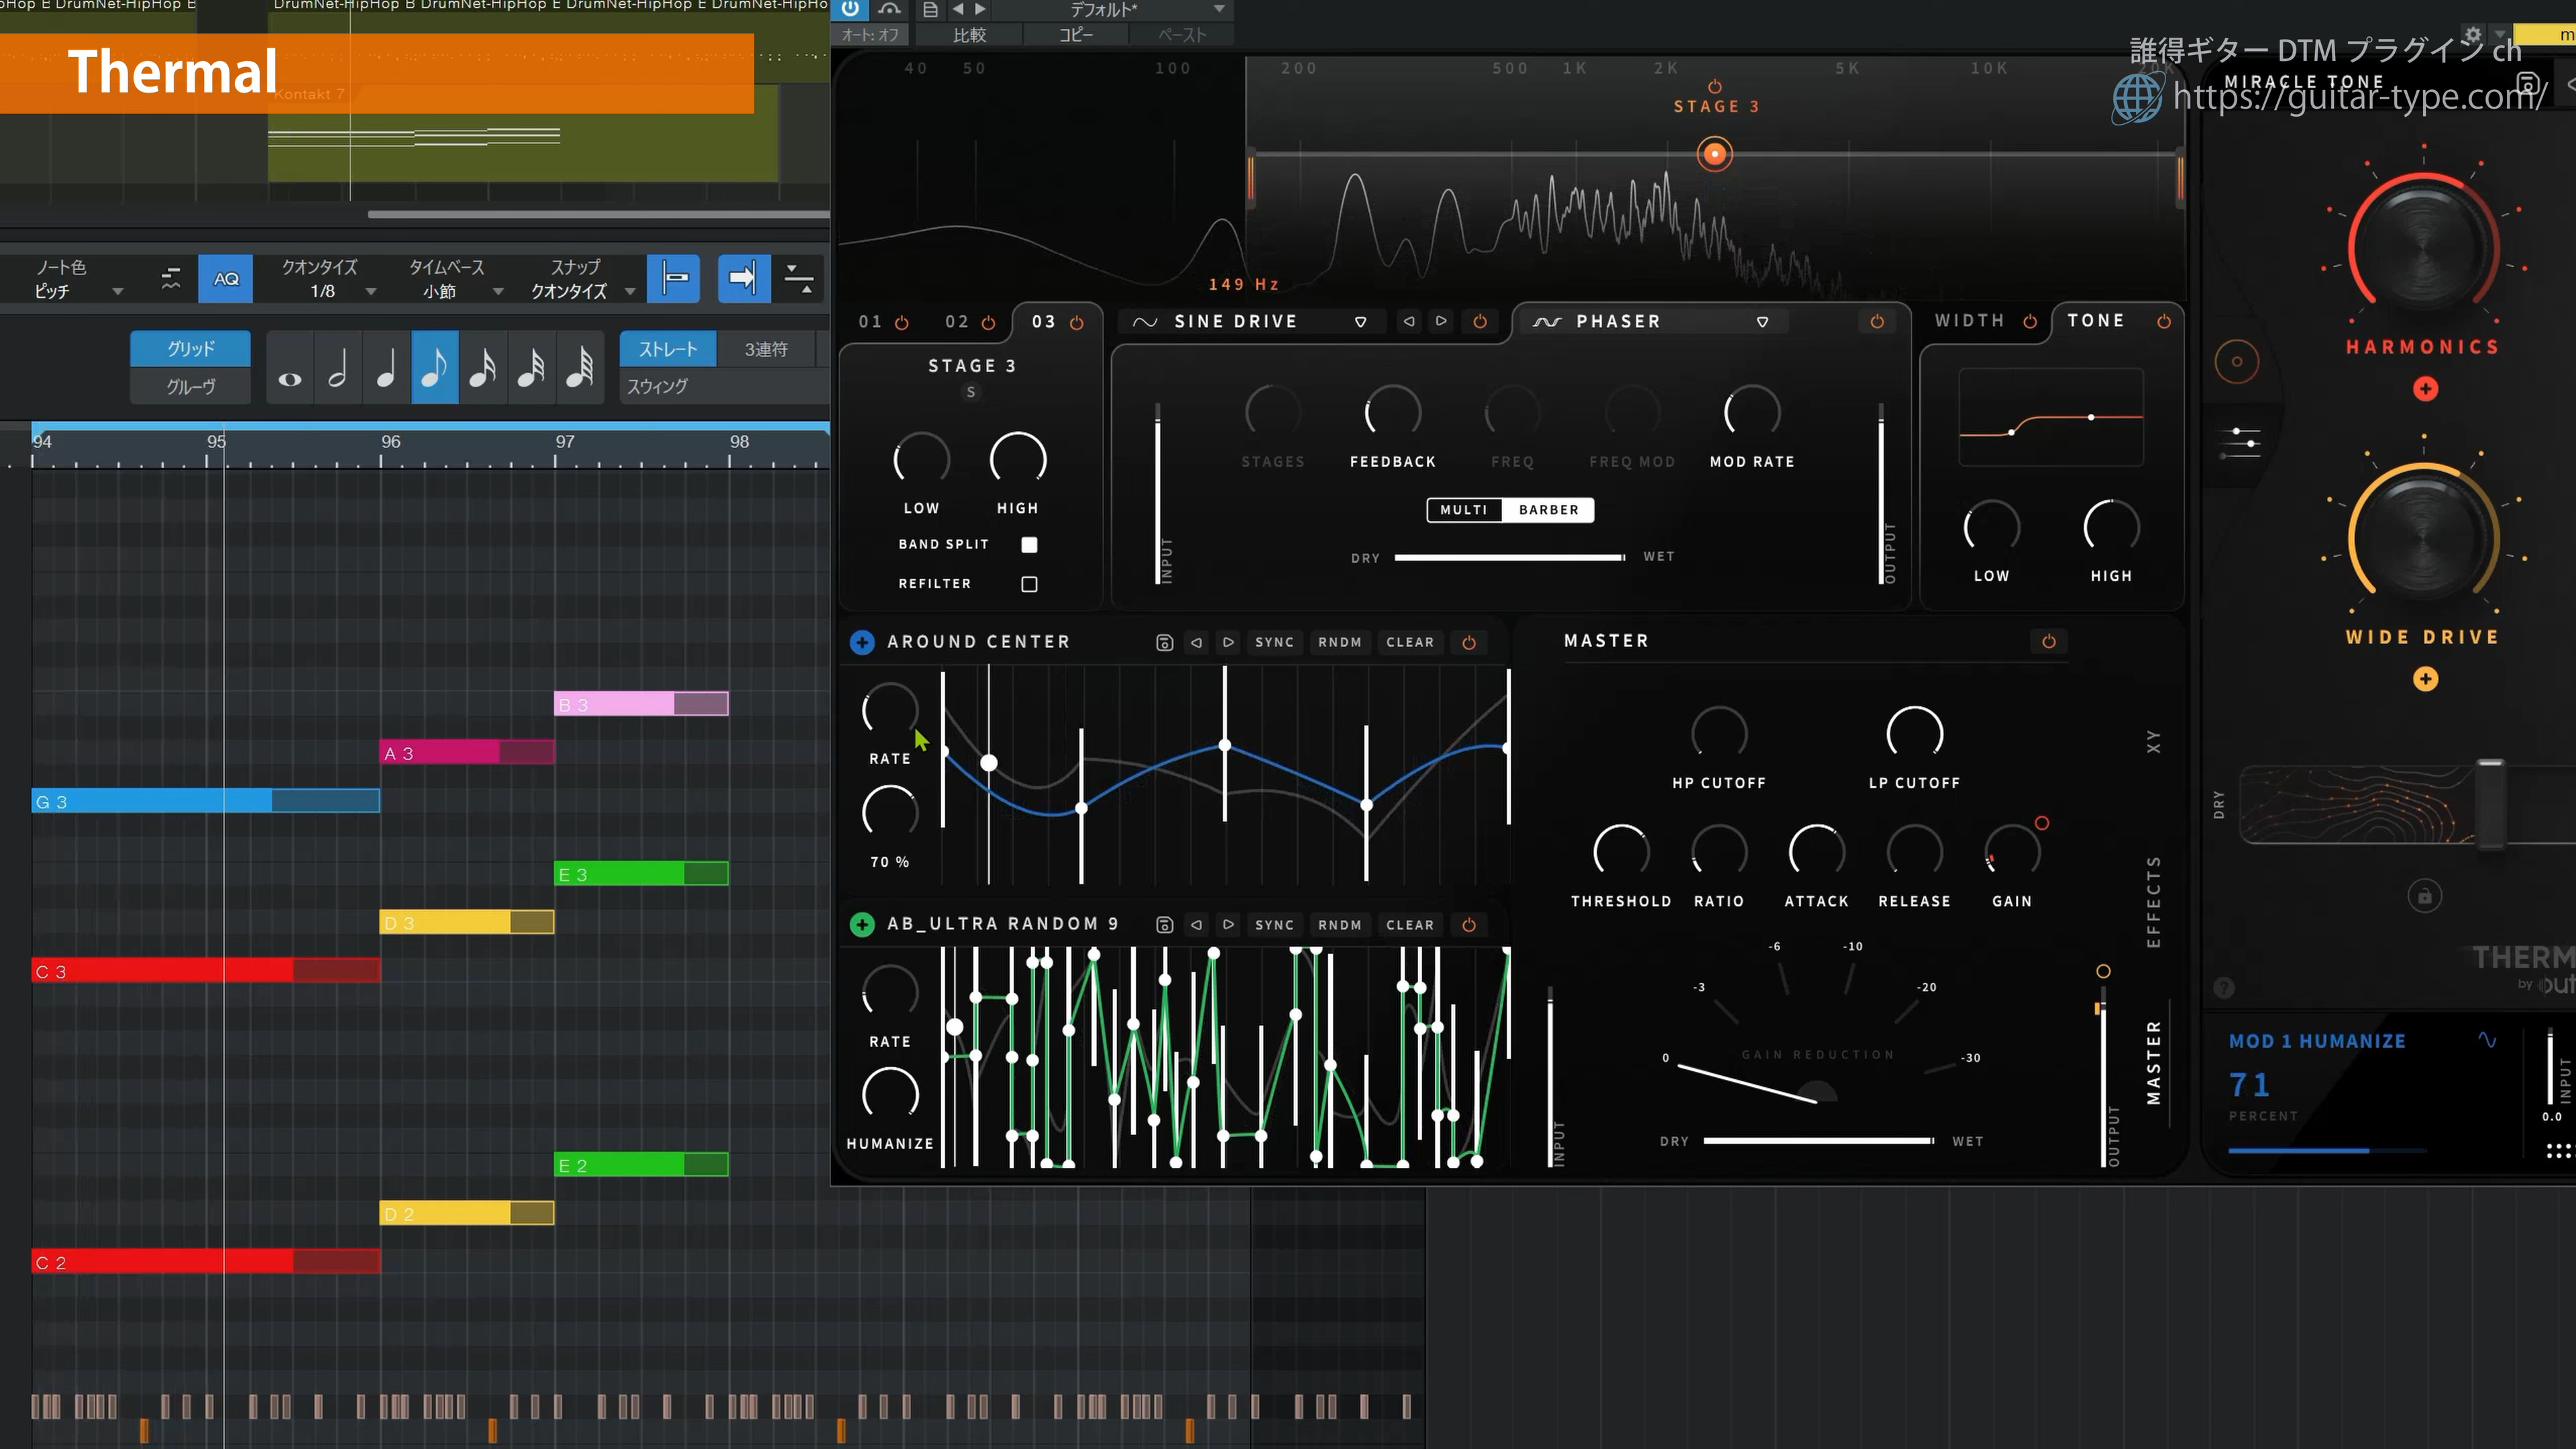 DrumNet-HipHop E DrumNet-HipHop E DrumNet-HipHop E DrumNet-HipHo
Thermal
Kontakt 7
ノート色
ピッチ
AQ
クオンタイズ
1/8
タイムベース
小節
スナップ
クオンタイズ
グリッド
グルーヴ
ストレート
3連符
スウィング
94 95 96 97 98
B 3
A 3
G 3
E 3
D 3
C 3
E 2
D 2
C 2
デフォルト*
オート: オフ
比較
コピー
ペースト
誰得ギター DTM プラグイン ch
https://guitar-type.com/
MIRACLE TONE
40 50 100 200 500 1K 2K 5K 10K 20K
STAGE 3
149 Hz
01 02 03
SINE DRIVE
PHASER
WIDTH
TONE
STAGE 3
S
LOW HIGH
BAND SPLIT
REFILTER
INPUT
STAGES FEEDBACK FREQ FREQ MOD MOD RATE
MULTI BARBER
DRY WET
OUTPUT
LOW HIGH
AROUND CENTER
SYNC RNDM CLEAR
RATE
70 %
AB_ULTRA RANDOM 9
SYNC RNDM CLEAR
RATE
HUMANIZE
MASTER
HP CUTOFF LP CUTOFF
THRESHOLD RATIO ATTACK RELEASE GAIN
0 -3 -6 -10 -20 -30
GAIN REDUCTION
INPUT
DRY WET
OUTPUT
XY
EFFECTS
MASTER
HARMONICS
WIDE DRIVE
DRY
THERM
by
?
MOD 1 HUMANIZE
71
PERCENT
INPUT
0.0